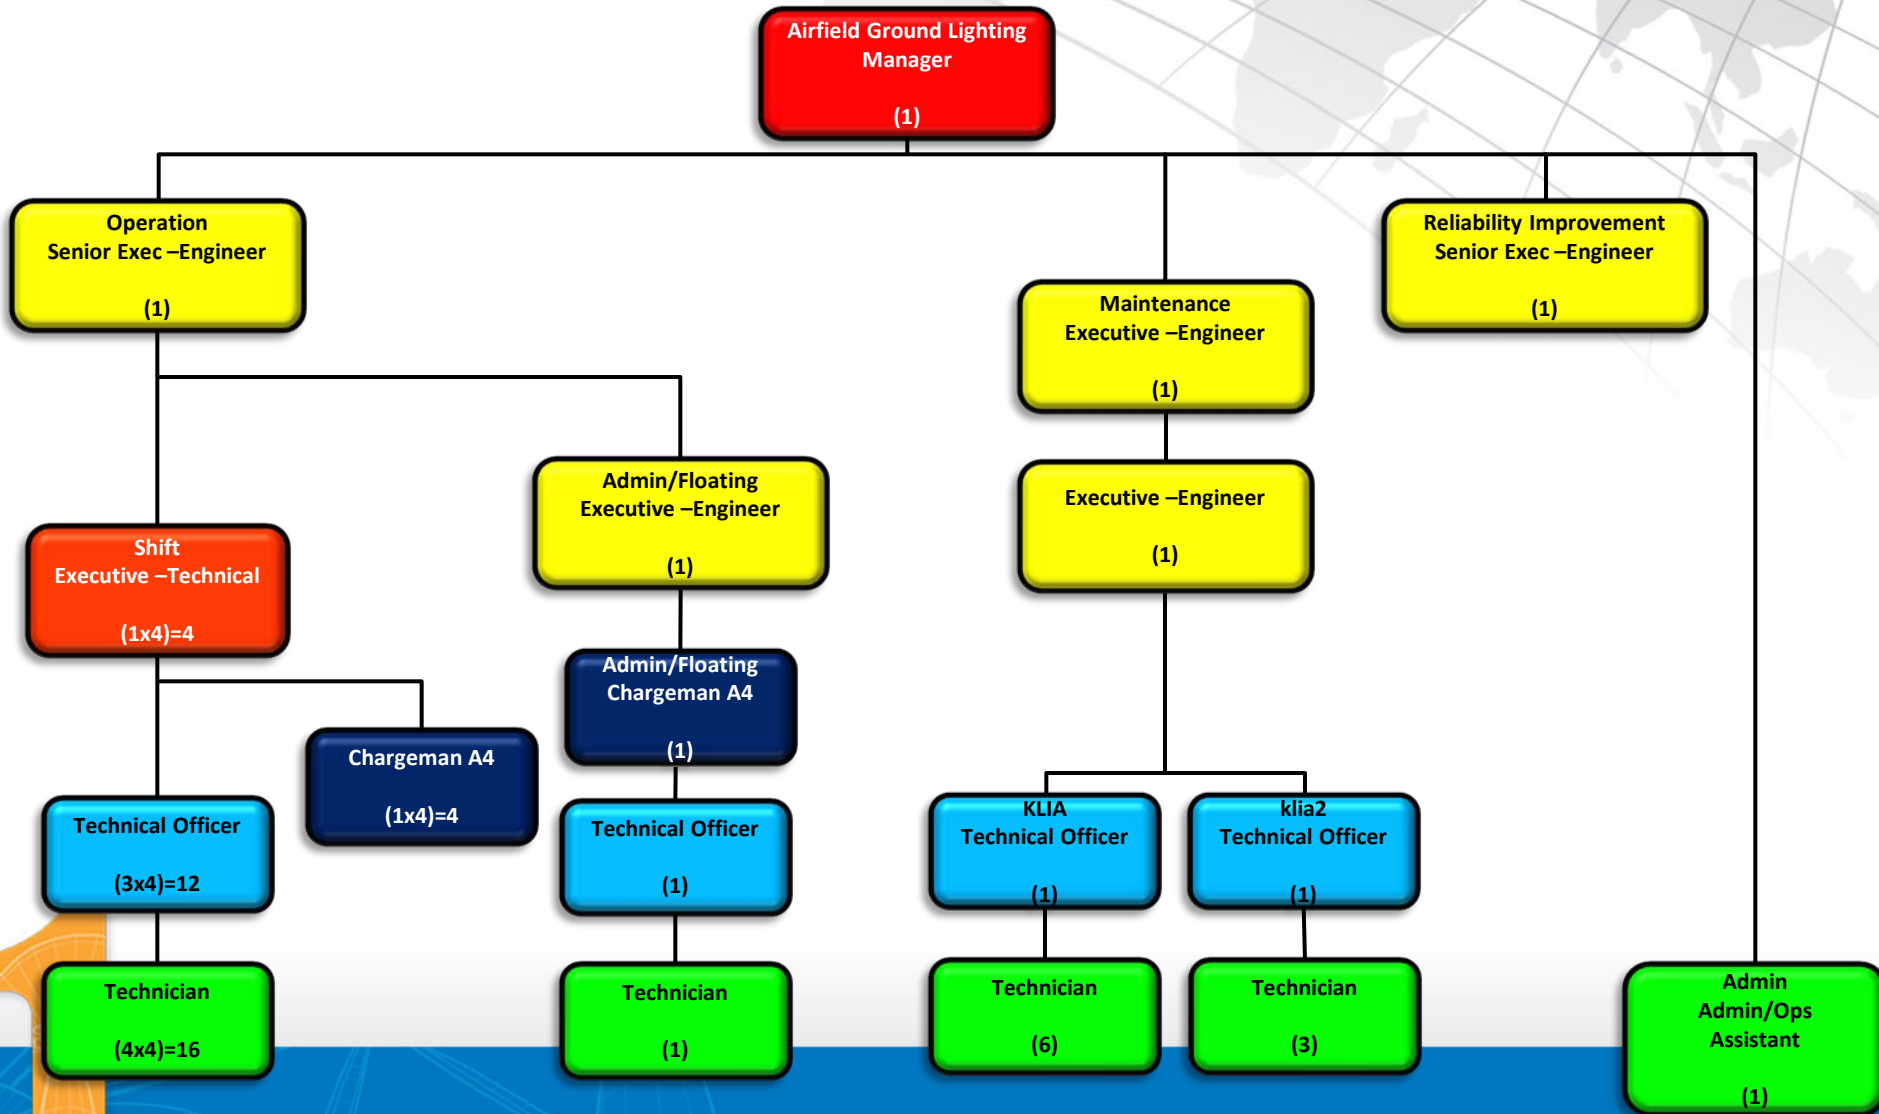 Airfield Ground Lighting
Manager
(1)
Operation
Senior Exec –Engineer
(1)
Reliability Improvement
Senior Exec –Engineer
(1)
Maintenance
Executive –Engineer
(1)
Admin/Floating
Executive –Engineer
(1)
Executive –Engineer
(1)
Shift
Executive –Technical
(1x4)=4
Admin/Floating
Chargeman A4
(1)
Chargeman A4
(1x4)=4
Technical Officer
(3x4)=12
Technical Officer
(1)
KLIA
Technical Officer
(1)
klia2
Technical Officer
(1)
Technician
(4x4)=16
Technician
(1)
Technician
(6)
Technician
(3)
Admin
Admin/Ops
Assistant
(1)